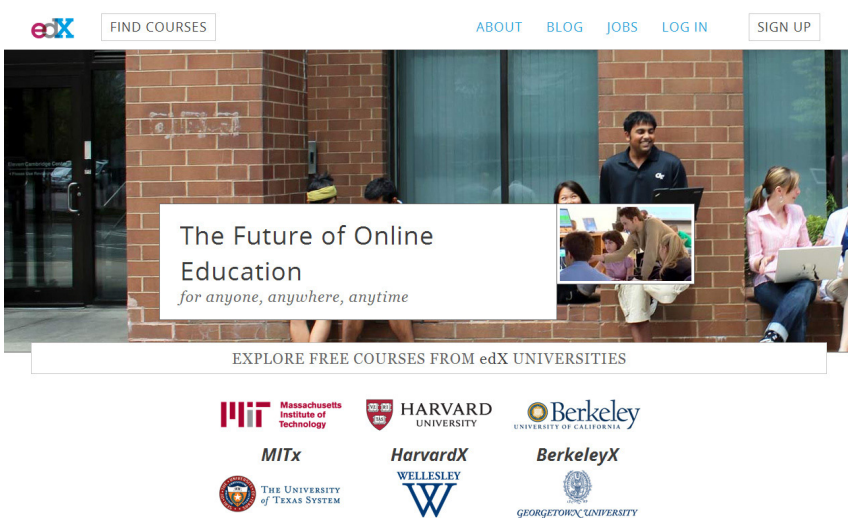 edX
FIND COURSES
ABOUT
BLOG
JOBS
LOG IN
SIGN UP
The Future of Online
Education
for anyone, anywhere, anytime
EXPLORE FREE COURSES FROM edX UNIVERSITIES
MIT
Massachusetts
Institute of
Technology
HARVARD
UNIVERSITY
Berkeley
UNIVERSITY OF CALIFORNIA
MITx
HarvardX
BerkeleyX
THE UNIVERSITY
of TEXAS SYSTEM
WELLESLEY
W
GEORGETOWN UNIVERSITY